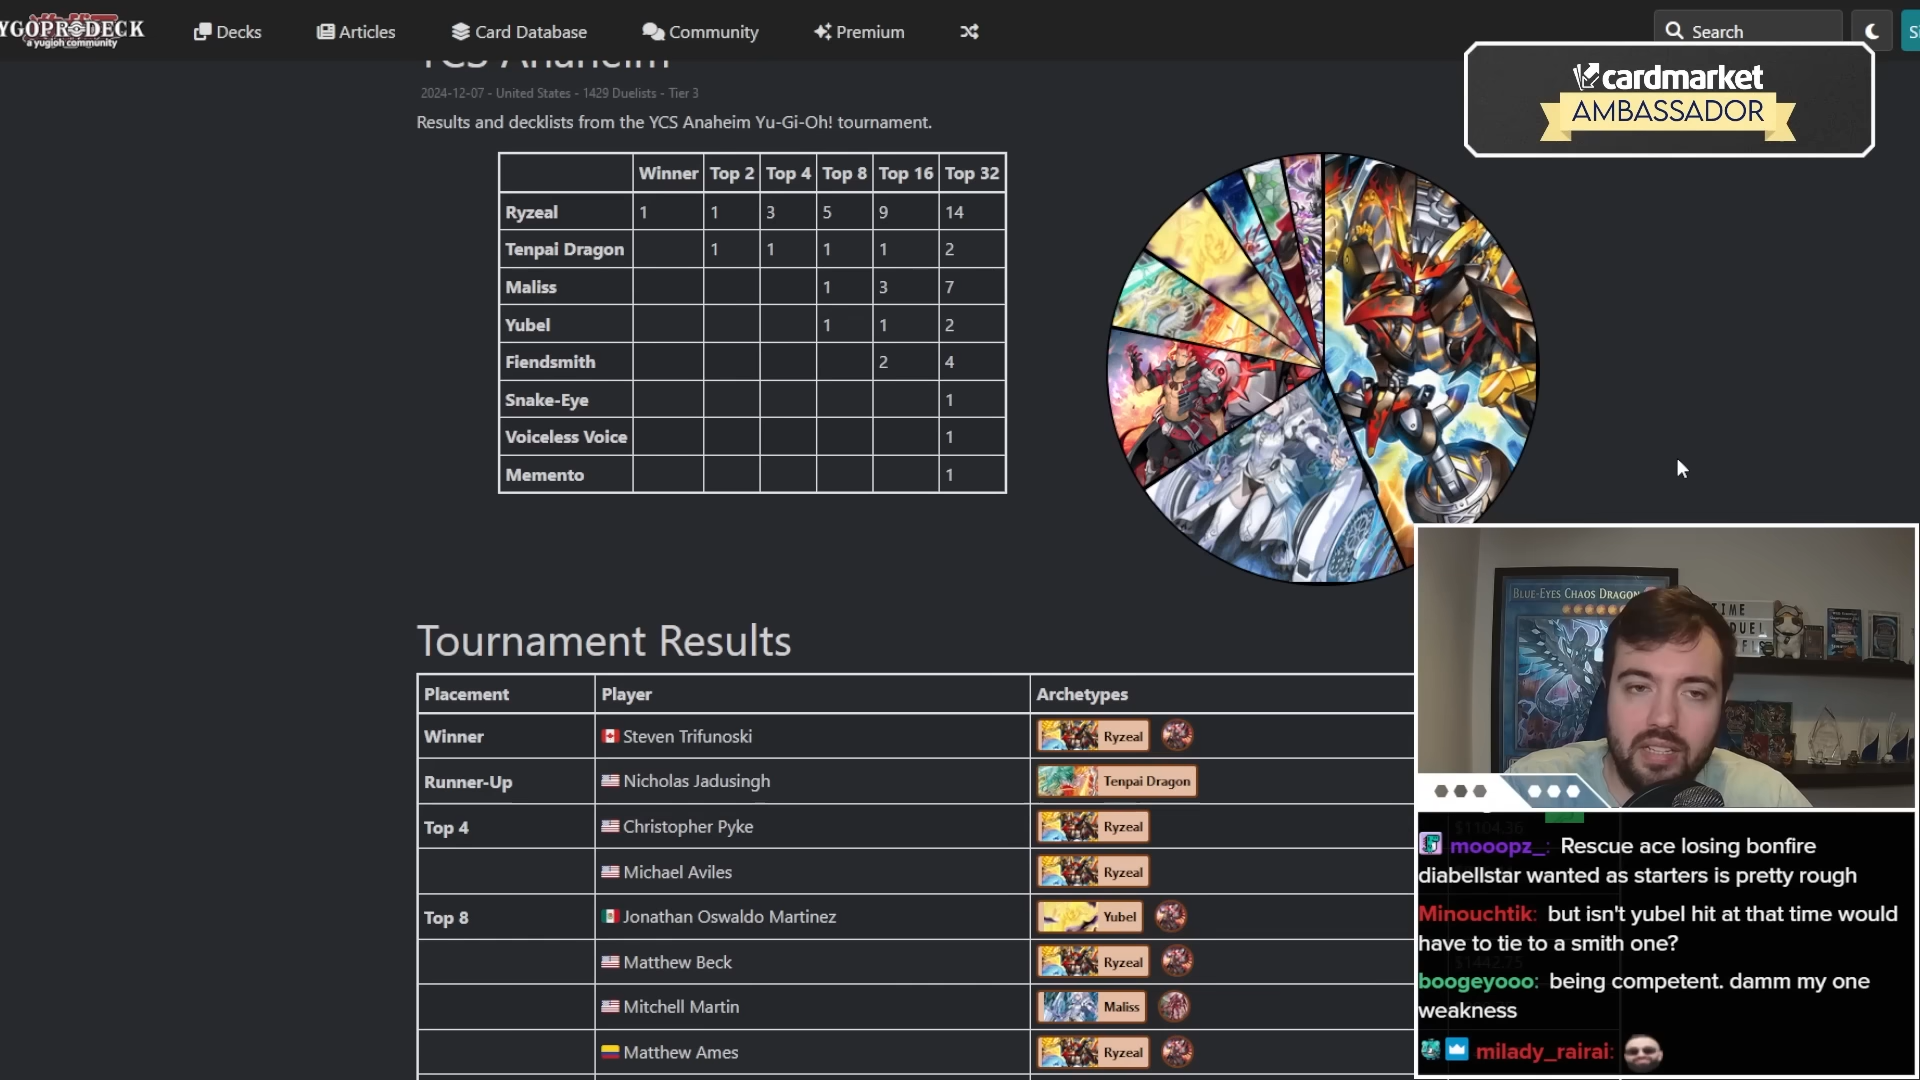 YGOPRODECK
a yugioh community
Decks
Articles
Card Database
Community
Premium
Search
cardmarket
AMBASSADOR
YCS Anaheim
2024-12-07 - United States - 1429 Duelists - Tier 3
Results and decklists from the YCS Anaheim Yu-Gi-Oh! tournament.
Winner Top 2 Top 4 Top 8 Top 16 Top 32
Ryzeal 1 1 3 5 9 14
Tenpai Dragon 1 1 1 1 2
Maliss 1 3 7
Yubel 1 1 2
Fiendsmith 2 4
Snake-Eye 1
Voiceless Voice 1
Memento 1
Tournament Results
Placement Player Archetypes
Winner Steven Trifunoski Ryzeal
Runner-Up Nicholas Jadusingh Tenpai Dragon
Top 4 Christopher Pyke Ryzeal
Michael Aviles Ryzeal
Top 8 Jonathan Oswaldo Martinez Yubel
Matthew Beck Ryzeal
Mitchell Martin Maliss
Matthew Ames Ryzeal
BLUE-EYES CHAOS DRAGON
$1104.36
mooopz_: Rescue ace losing bonfire
diabellstar wanted as starters is pretty rough
Minouchtik: but isn't yubel hit at that time would
have to tie to a smith one?
$1442.75
boogeyooo: being competent. damm my one
weakness
milady_rairai: